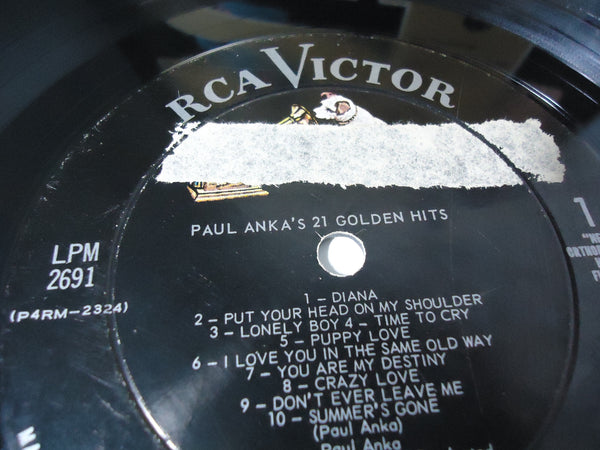 RCA VICTOR
PAUL ANKA'S 21 GOLDEN HITS
1
LPM
2691
(P4RM-2324)
1 – DIANA
2 – PUT YOUR HEAD ON MY SHOULDER
3 – LONELY BOY 4 – TIME TO CRY
5 – PUPPY LOVE
6 – I LOVE YOU IN THE SAME OLD WAY
7 – YOU ARE MY DESTINY
8 – CRAZY LOVE
9 – DON'T EVER LEAVE ME
10 – SUMMER'S GONE
(Paul Anka)
Paul Anka